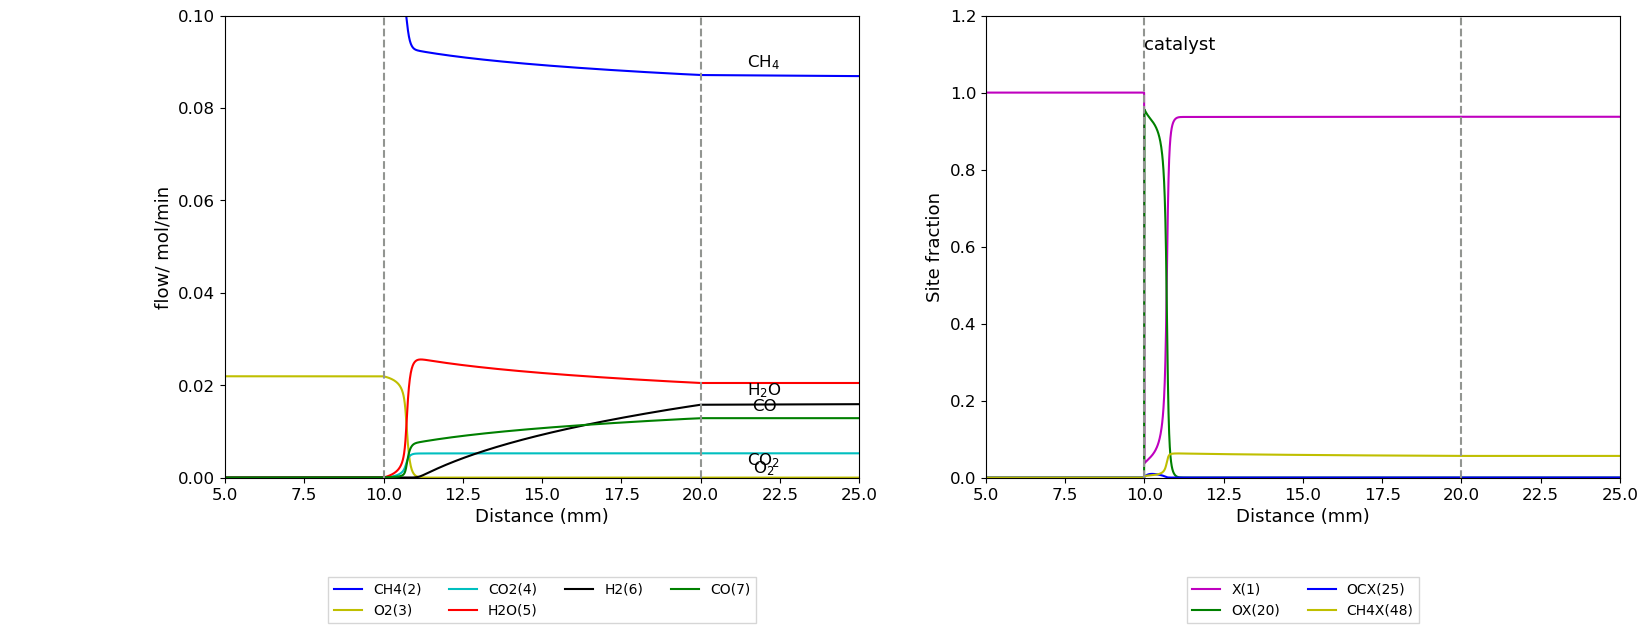 0.10
0.08
0.06
0.04
0.02
0.00
flow/ mol/min
CH₄
H₂O
CO
CO₂
O₂
5.0 7.5 10.0 12.5 15.0 17.5 20.0 22.5 25.0
Distance (mm)
CH4(2) CO2(4) H2(6) CO(7)
O2(3) H2O(5)
1.2
1.0
0.8
0.6
0.4
0.2
0.0
Site fraction
catalyst
5.0 7.5 10.0 12.5 15.0 17.5 20.0 22.5 25.0
Distance (mm)
X(1) OCX(25)
OX(20) CH4X(48)